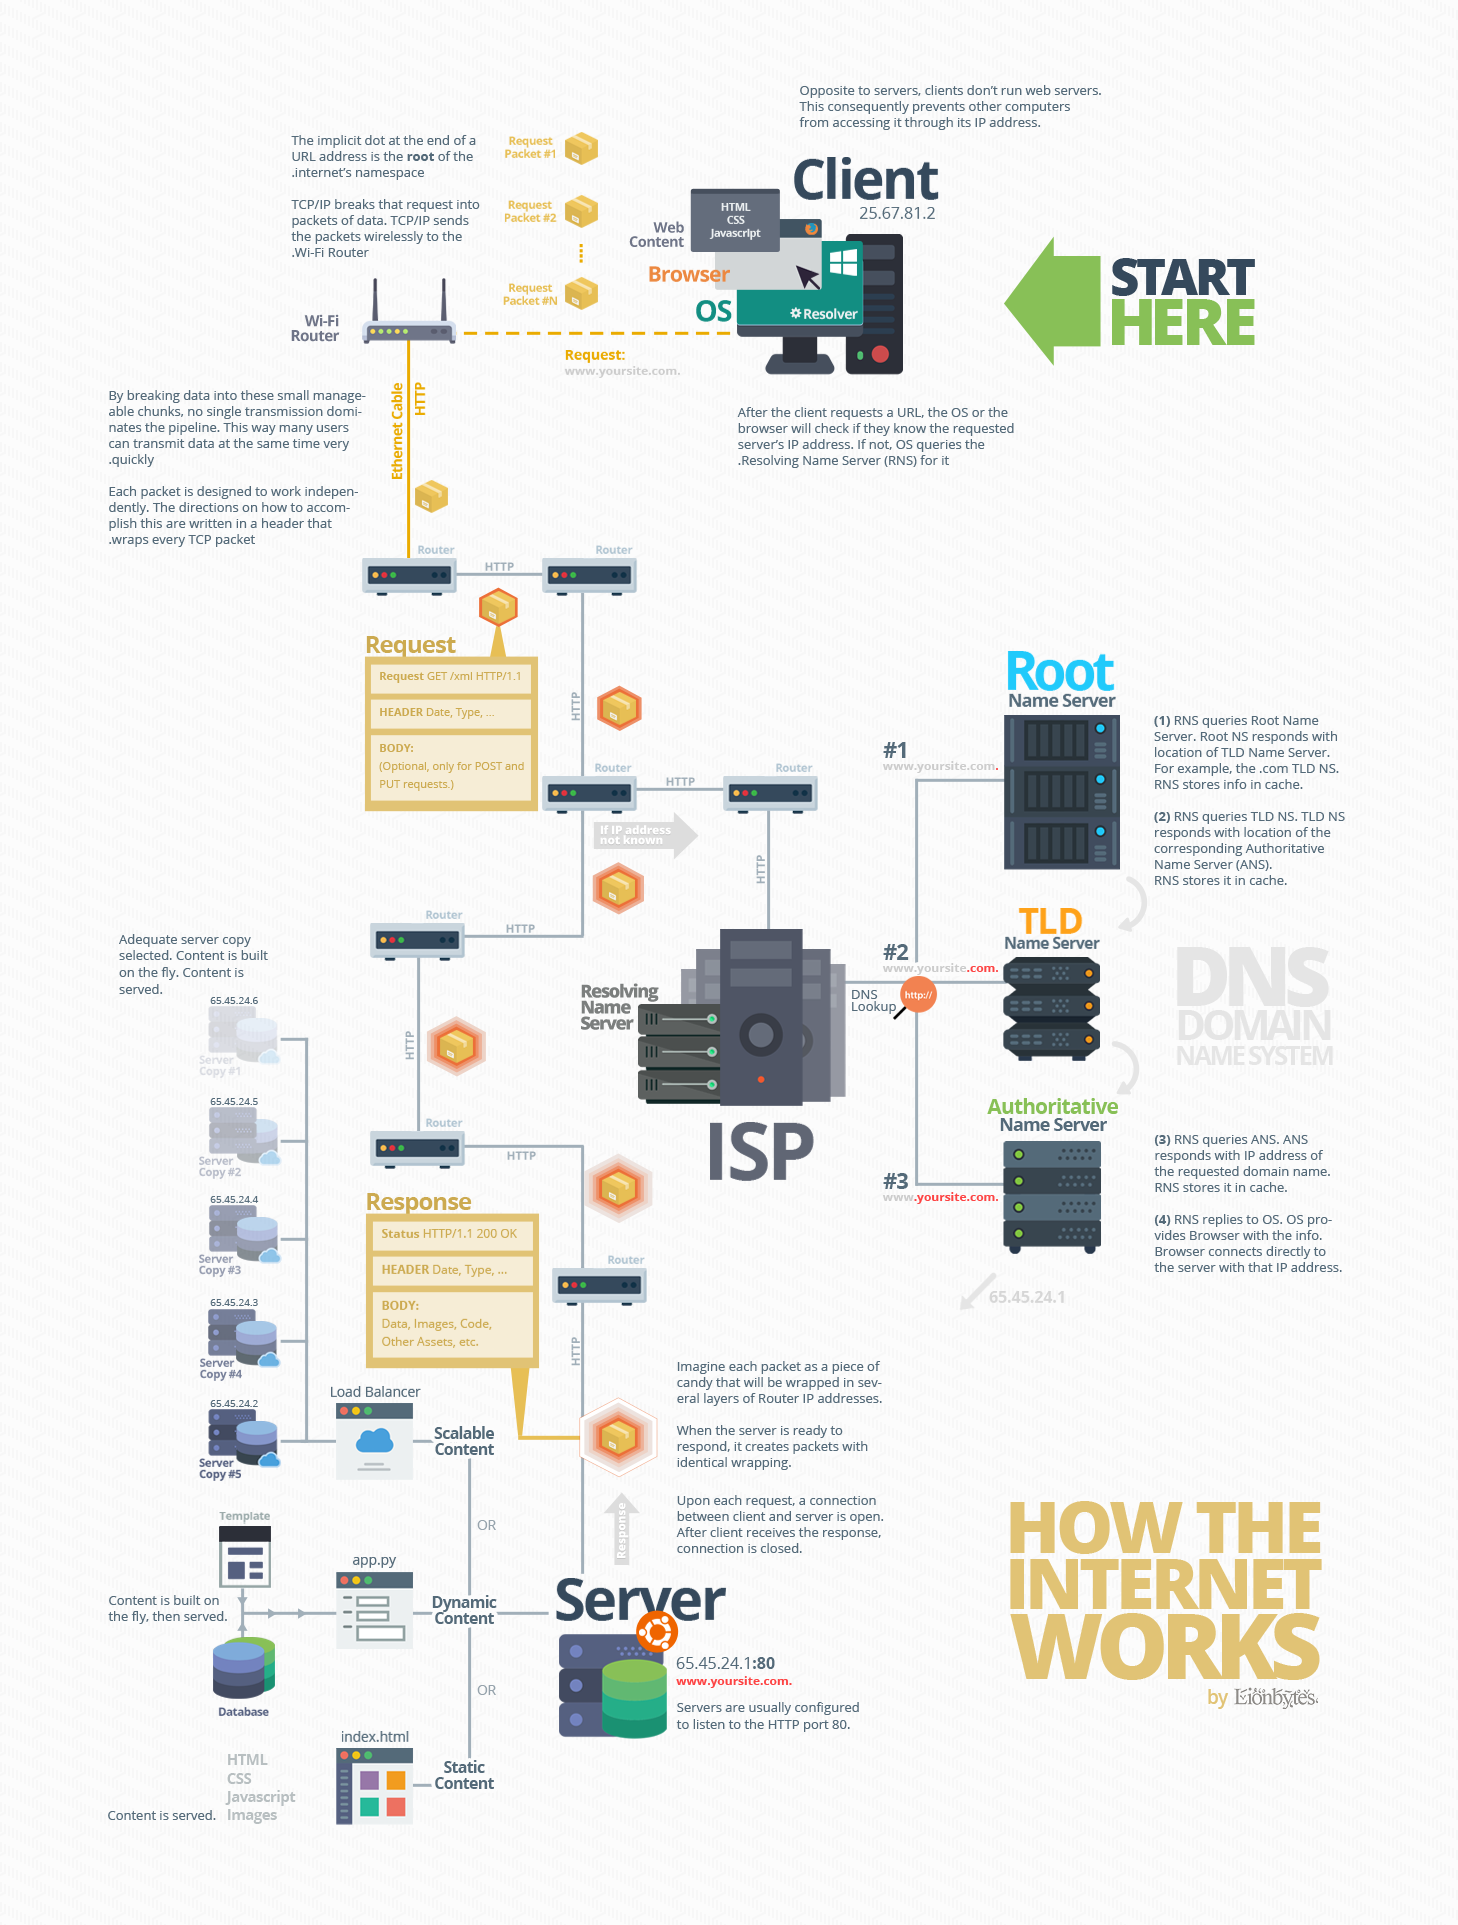 Opposite to servers, clients don't run web servers.
This consequently prevents other computers
from accessing it through its IP address.
The implicit dot at the end of a
URL address is the root of the
.internet's namespace
TCP/IP breaks that request into
packets of data. TCP/IP sends
the packets wirelessly to the
.Wi-Fi Router
Request
Packet #1
Request
Packet #2
Request
Packet #N
Client
25.67.81.2
HTML
CSS
Javascript
Web
Content
Browser
OS
Resolver
START
HERE
Wi-Fi
Router
Request:
www.yoursite.com.
Ethernet Cable
HTTP
By breaking data into these small manage-
able chunks, no single transmission domi-
nates the pipeline. This way many users
can transmit data at the same time very
.quickly
Each packet is designed to work indepen-
dently. The directions on how to accom-
plish this are written in a header that
.wraps every TCP packet
After the client requests a URL, the OS or the
browser will check if they know the requested
server's IP address. If not, OS queries the
.Resolving Name Server (RNS) for it
Router
HTTP
Router
Request
Request GET /xml HTTP/1.1
HEADER Date, Type, ...
BODY:
(Optional, only for POST and
PUT requests.)
HTTP
Router
HTTP
Router
If IP address
not known
HTTP
Root
Name Server
#1
www.yoursite.com.
(1) RNS queries Root Name
Server. Root NS responds with
location of TLD Name Server.
For example, the .com TLD NS.
RNS stores info in cache.
(2) RNS queries TLD NS. TLD NS
responds with location of the
corresponding Authoritative
Name Server (ANS).
RNS stores it in cache.
Router
HTTP
HTTP
Adequate server copy
selected. Content is built
on the fly. Content is
served.
TLD
Name Server
#2
www.yoursite.com.
DNS
Lookup
http://
DNS
DOMAIN
NAME SYSTEM
Resolving
Name
Server
ISP
65.45.24.6
Server
Copy #1
65.45.24.5
Server
Copy #2
65.45.24.4
Server
Copy #3
65.45.24.3
Server
Copy #4
65.45.24.2
Server
Copy #5
Router
HTTP
Authoritative
Name Server
#3
www.yoursite.com.
(3) RNS queries ANS. ANS
responds with IP address of
the requested domain name.
RNS stores it in cache.
(4) RNS replies to OS. OS pro-
vides Browser with the info.
Browser connects directly to
the server with that IP address.
65.45.24.1
Response
Status HTTP/1.1 200 OK
HEADER Date, Type, ...
BODY:
Data, Images, Code,
Other Assets, etc.
Router
HTTP
Imagine each packet as a piece of
candy that will be wrapped in sev-
eral layers of Router IP addresses.
When the server is ready to
respond, it creates packets with
identical wrapping.
Upon each request, a connection
between client and server is open.
After client receives the response,
connection is closed.
Response
Load Balancer
Scalable
Content
OR
Template
app.py
Content is built on
the fly, then served.
Dynamic
Content
Database
OR
index.html
HTML
CSS
Javascript
Images
Content is served.
Static
Content
Server
65.45.24.1:80
www.yoursite.com.
Servers are usually configured
to listen to the HTTP port 80.
HOW THE
INTERNET
WORKS
by Lionbytes